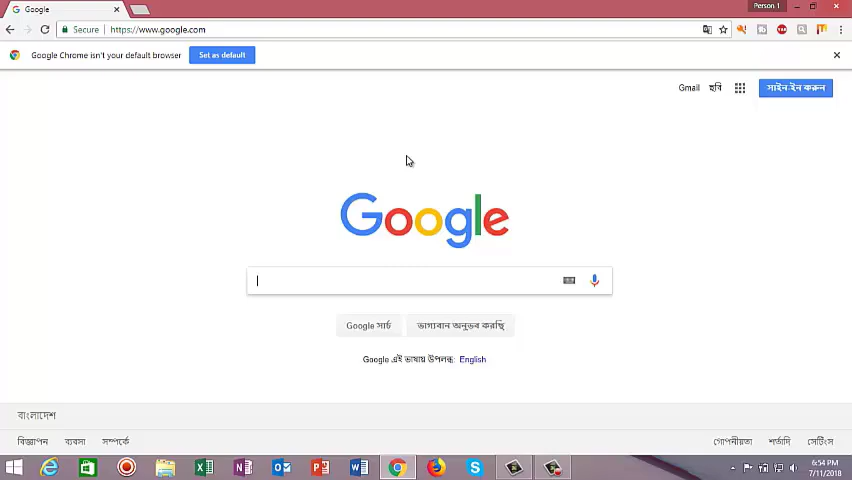 Google
Person 1
Secure
https://www.google.com
Google Chrome isn't your default browser
Set as default
Gmail
ছবি
সাইন-ইন করুন
Google
Google সার্চ
ভাগ্যবান অনুভব করছি
Google এই ভাষায় উপলব্ধ: English
বাংলাদেশ
বিজ্ঞাপন
ব্যবসা
সম্পর্কে
গোপনীয়তা
শর্তাদি
সেটিংস
6:54 PM
7/11/2018